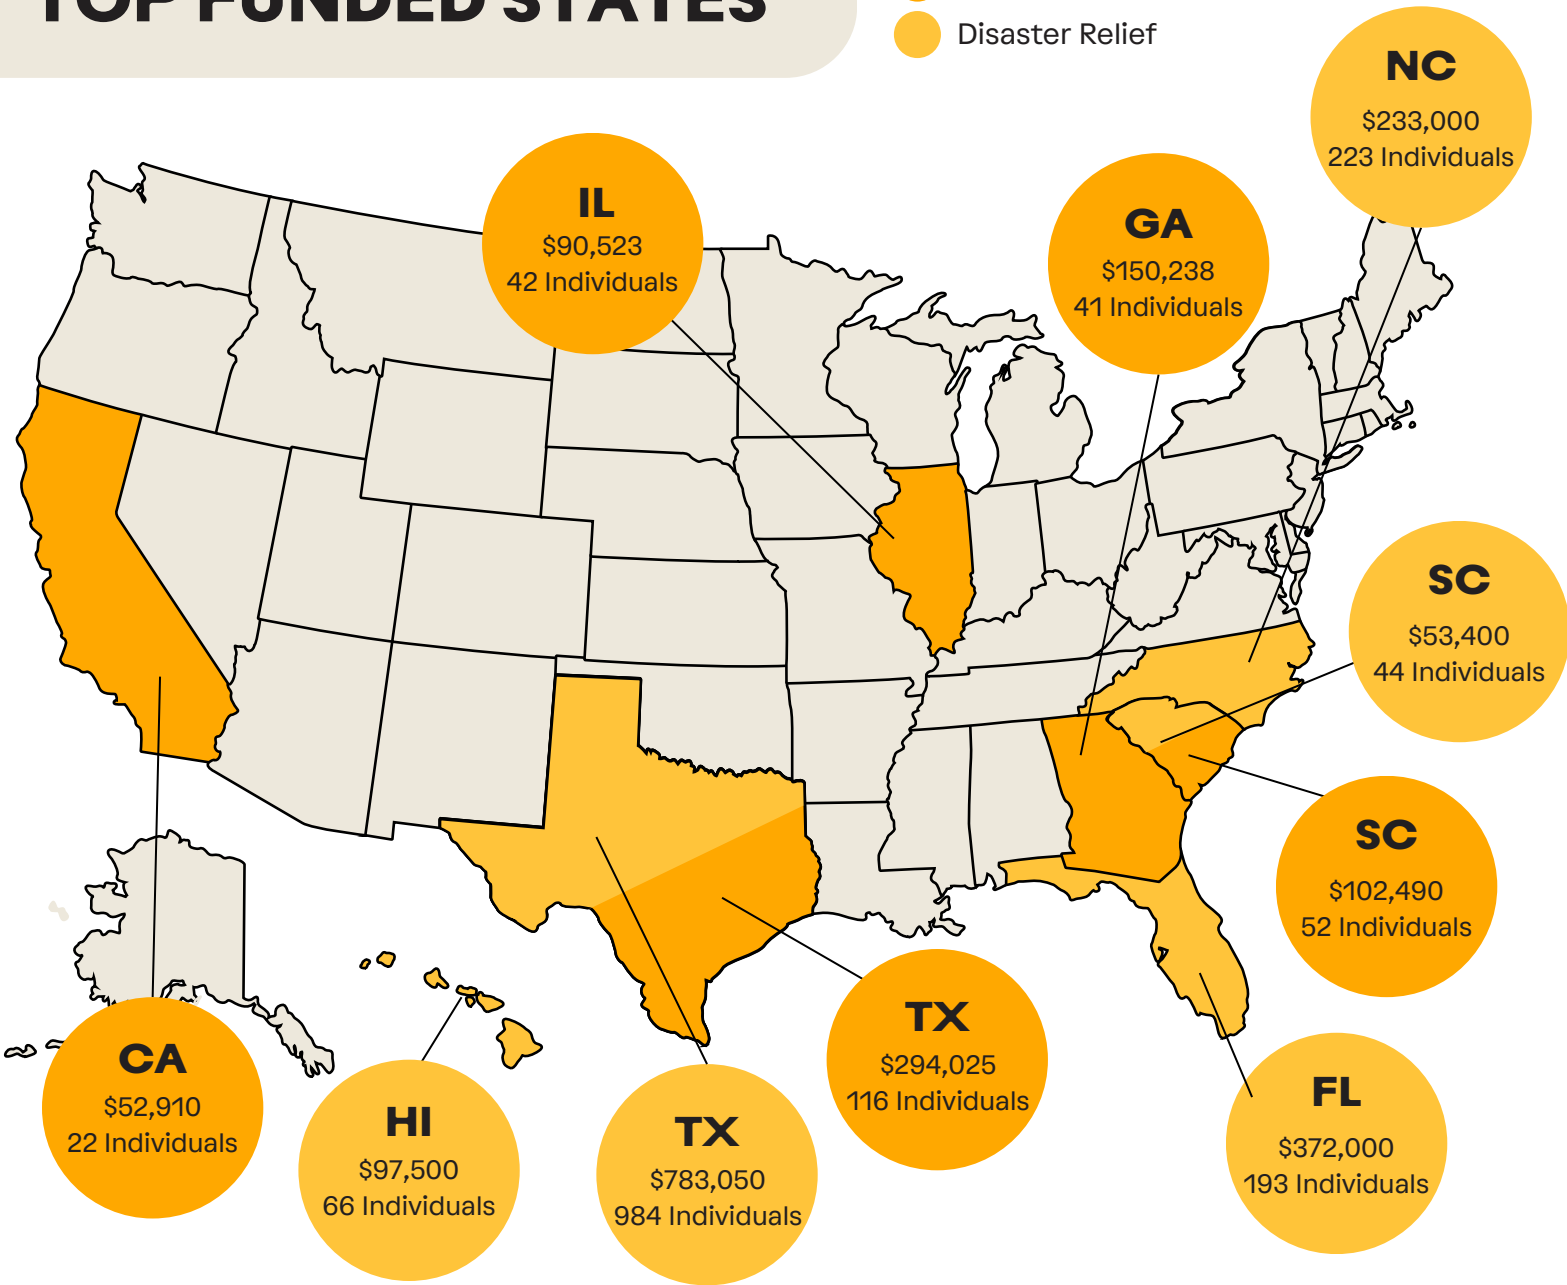 TOP FUNDED STATES
Disaster Relief
NC
$233,000
223 Individuals
IL
$90,523
42 Individuals
GA
$150,238
41 Individuals
SC
$53,400
44 Individuals
SC
$102,490
52 Individuals
TX
$294,025
116 Individuals
CA
$52,910
22 Individuals
HI
$97,500
66 Individuals
TX
$783,050
984 Individuals
FL
$372,000
193 Individuals